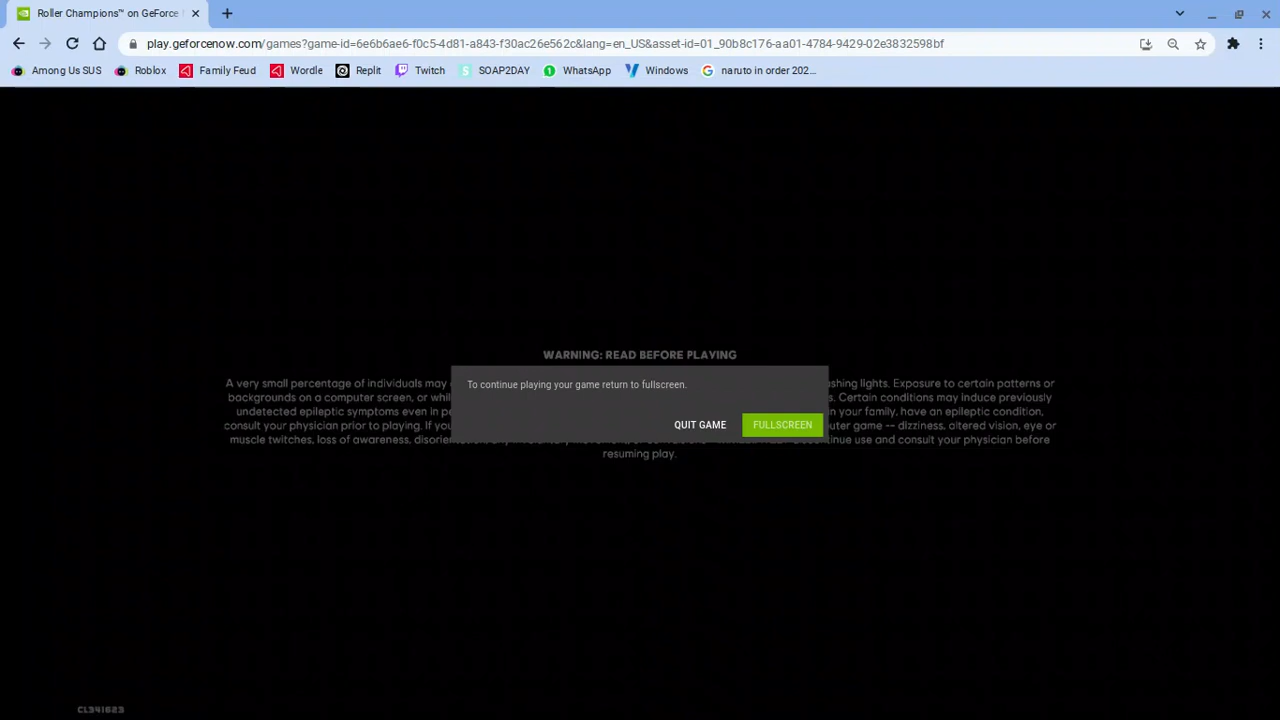 Roller Champions™ on GeForce
play.geforcenow.com/games?game-id=6e6b6ae6-f0c5-4d81-a843-f30ac26e562c&lang=en_US&asset-id=01_90b8c176-aa01-4784-9429-02e3832598bf
Among Us SUS Roblox Family Feud Wordle Replit Twitch SOAP2DAY WhatsApp Windows naruto in order 202...
WARNING: READ BEFORE PLAYING
A very small percentage of individuals may shing lights. Exposure to certain patterns or
backgrounds on a computer screen, or whil s. Certain conditions may induce previously
undetected epileptic symptoms even in pe in your family, have an epileptic condition,
consult your physician prior to playing. If you uter game -- dizziness, altered vision, eye or
muscle twitches, loss of awareness, disorien tinue use and consult your physician before
resuming play.
To continue playing your game return to fullscreen.
QUIT GAME FULLSCREEN
CL341623